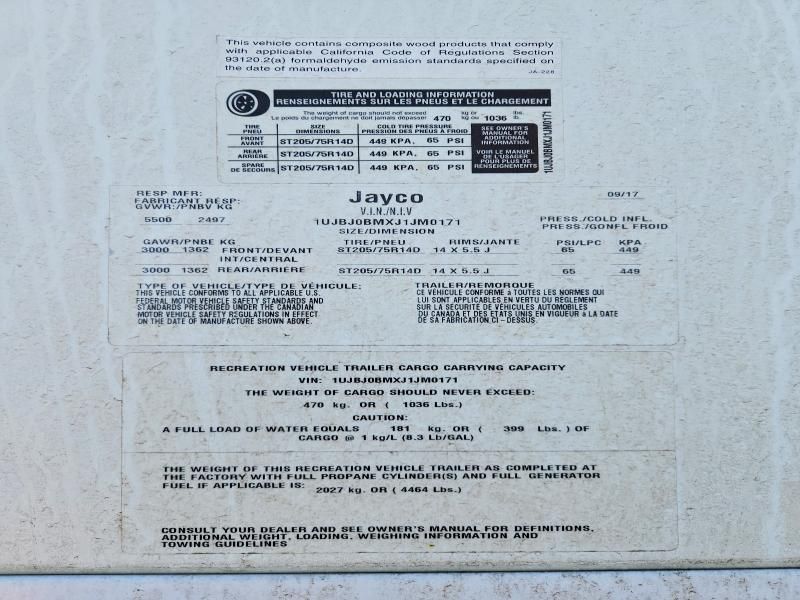 This vehicle contains composite wood products that comply
with applicable California Code of Regulations Section
93120.2(a) formaldehyde emission standards specified on
the date of manufacture.
JA-228
TIRE AND LOADING INFORMATION
RENSEIGNEMENTS SUR LES PNEUS ET LE CHARGEMENT
The weight of cargo should not exceed 470 kg or 1036 lbs.
Le poids du chargement ne doit jamais dépasser kg ou lb.
TIRE SIZE COLD TIRE PRESSURE
PNEU DIMENSIONS PRESSION DES PNEUS À FROID
FRONT
AVANT ST205/75R14D 449 KPA, 65 PSI
REAR
ARRIÈRE ST205/75R14D 449 KPA, 65 PSI
SPARE
DE SECOURS ST205/75R14D 449 KPA, 65 PSI
SEE OWNER'S
MANUAL FOR
ADDITIONAL
INFORMATION
VOIR LE MANUEL
DE L'USAGER
POUR PLUS DE
RENSEIGNEMENTS
1UJBJ0BMXJ1JM0171
RESP MFR: Jayco 09/17
FABRICANT RESP:
GVWR:/PNBV KG V.I.N./N.I.V
5500 2497 1UJBJ0BMXJ1JM0171 PRESS./COLD INFL.
SIZE/DIMENSION PRESS./GONFL FROID
GAWR/PNBE KG TIRE/PNEU RIMS/JANTE PSI/LPC KPA
3000 1362 FRONT/DEVANT ST205/75R14D 14 X 5.5 J 65 449
INT/CENTRAL
3000 1362 REAR/ARRIÈRE ST205/75R14D 14 X 5.5 J 65 449
TYPE OF VEHICLE/TYPE DE VÉHICULE: TRAILER/REMORQUE
THIS VEHICLE CONFORMS TO ALL APPLICABLE U.S.
FEDERAL MOTOR VEHICLE SAFETY STANDARDS AND
STANDARDS PRESCRIBED UNDER THE CANADIAN
MOTOR VEHICLE SAFETY REGULATIONS IN EFFECT
ON THE DATE OF MANUFACTURE SHOWN ABOVE.
CE VÉHICULE CONFORME à TOUTES LES NORMES QUI
LUI SONT APPLICABLES EN VERTU DU REGLEMENT
SUR LA SECURITE DE VÉHICULES AUTOMOBILES
DU CANADA ET DES ETATS UNIS EN VIGUEUR à LA DATE
DE SA FABRICATION CI - DESSUS.
RECREATION VEHICLE TRAILER CARGO CARRYING CAPACITY
VIN: 1UJBJ0BMXJ1JM0171
THE WEIGHT OF CARGO SHOULD NEVER EXCEED:
470 kg. OR ( 1036 Lbs.)
CAUTION:
A FULL LOAD OF WATER EQUALS 181 kg. OR ( 399 Lbs. ) OF
CARGO @ 1 kg/L (8.3 Lb/GAL)
THE WEIGHT OF THIS RECREATION VEHICLE TRAILER AS COMPLETED AT
THE FACTORY WITH FULL PROPANE CYLINDER(S) AND FULL GENERATOR
FUEL IF APPLICABLE IS: 2027 kg. OR ( 4464 Lbs.)
CONSULT YOUR DEALER AND SEE OWNER'S MANUAL FOR DEFINITIONS,
ADDITIONAL WEIGHT, LOADING, WEIGHING INFORMATION AND
TOWING GUIDELINES